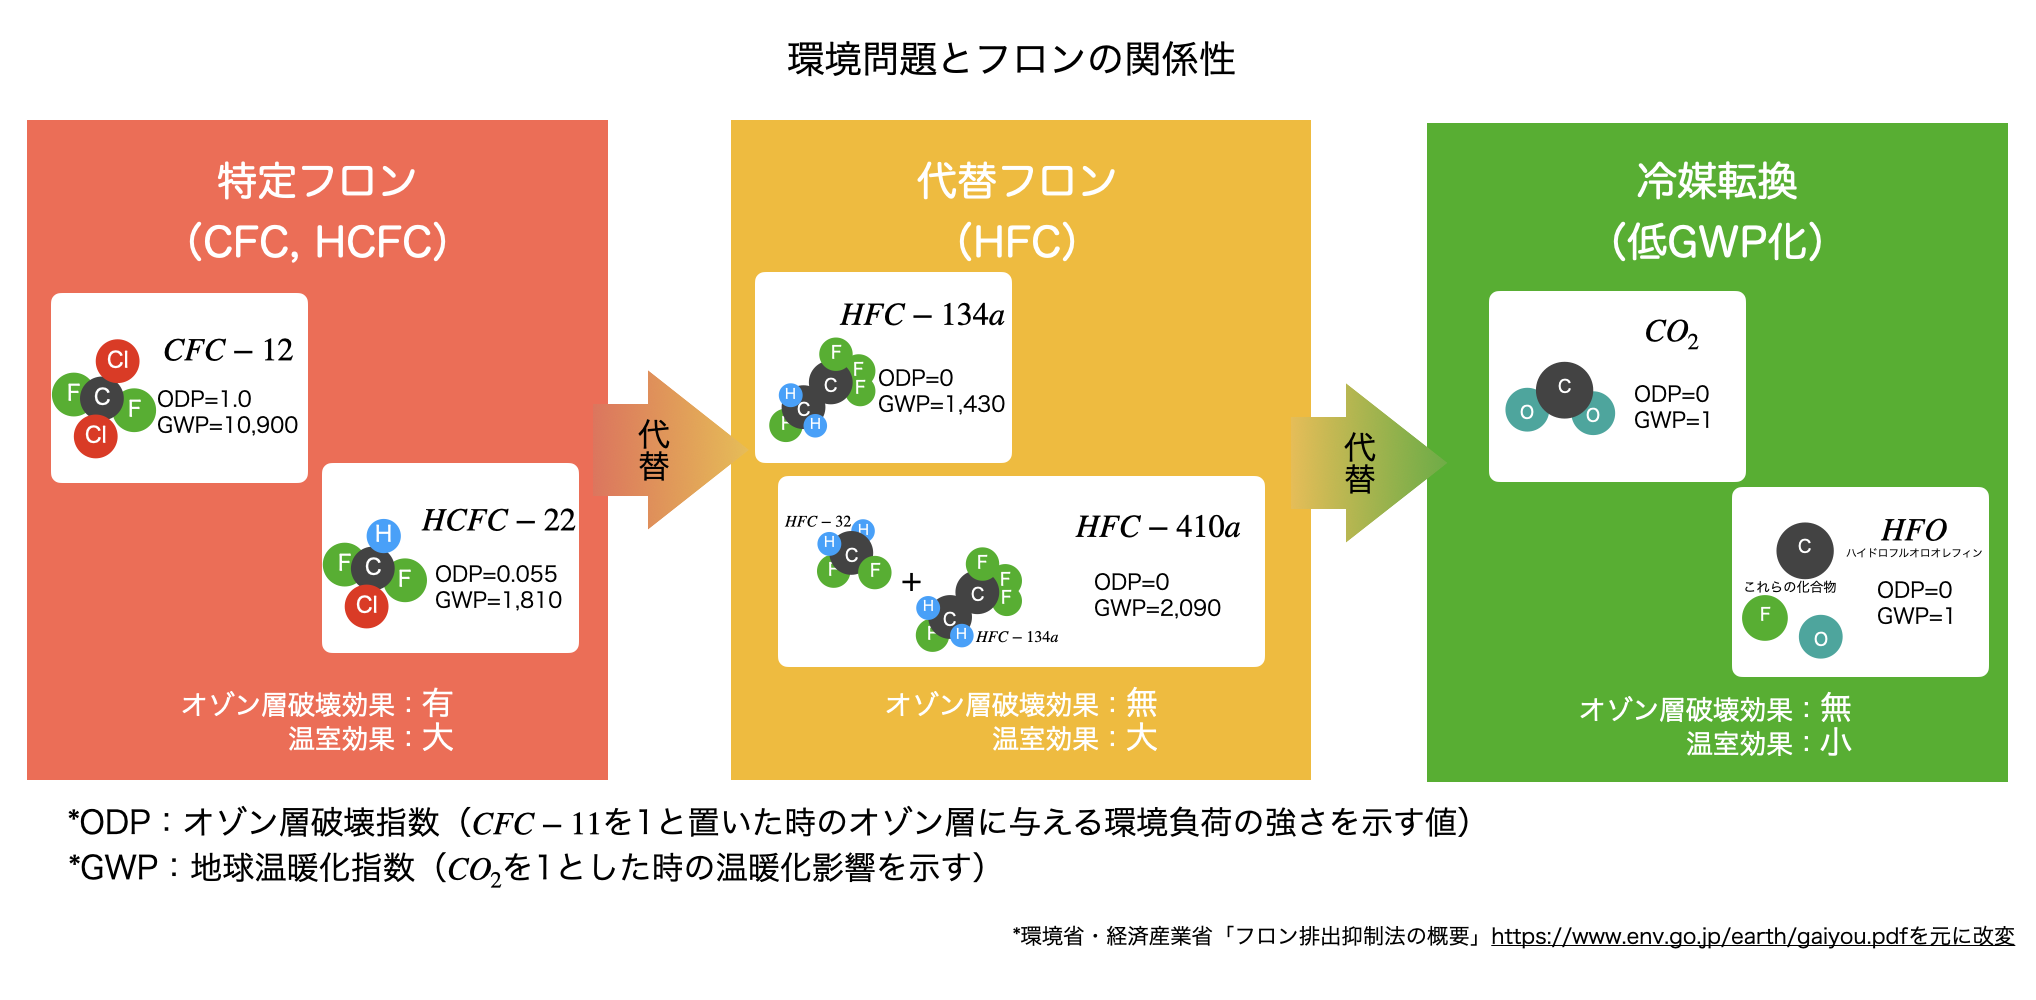 環境問題とフロンの関係性
特定フロン
（CFC, HCFC）
CFC − 12
Cl
F
C
F
Cl
ODP=1.0
GWP=10,900
HCFC − 22
H
F
C
F
Cl
ODP=0.055
GWP=1,810
オゾン層破壊効果：有
温室効果：大
代替
代替フロン
（HFC）
HFC − 134a
F
F
F
C
H
C
F
H
ODP=0
GWP=1,430
HFC − 32
H
H
C
F
F
+
F
F
F
C
H
C
F
H
HFC − 134a
HFC − 410a
ODP=0
GWP=2,090
オゾン層破壊効果：無
温室効果：大
代替
冷媒転換
（低GWP化）
CO2
C
O
O
ODP=0
GWP=1
HFO
ハイドロフルオロオレフィン
C
これらの化合物
F
O
ODP=0
GWP=1
オゾン層破壊効果：無
温室効果：小
*ODP：オゾン層破壊指数（CFC − 11を1と置いた時のオゾン層に与える環境負荷の強さを示す値）
*GWP：地球温暖化指数（CO2を1とした時の温暖化影響を示す）
*環境省・経済産業省「フロン排出抑制法の概要」https://www.env.go.jp/earth/gaiyou.pdfを元に改変